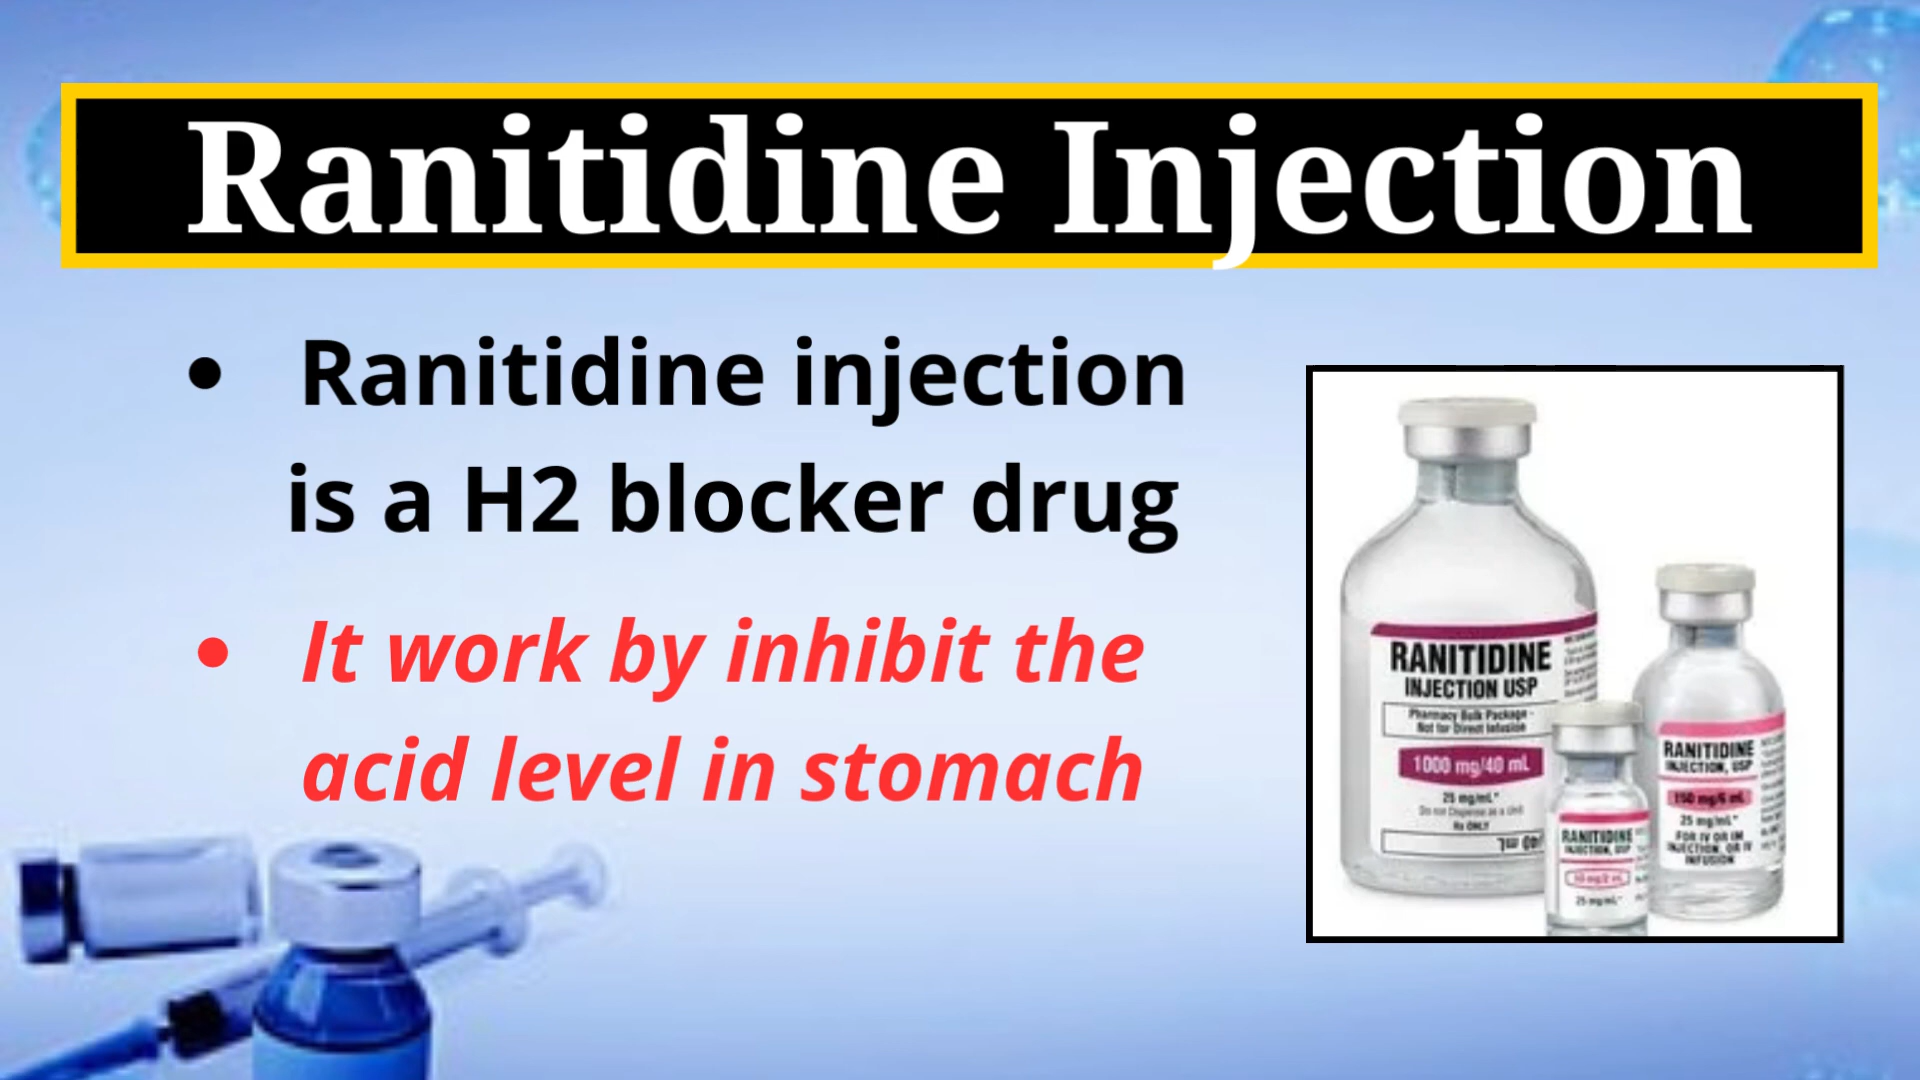 Ranitidine Injection
• Ranitidine injection
is a H2 blocker drug
• It work by inhibit the
acid level in stomach
RANITIDINE
INJECTION USP
Pharmacy Bulk Package -
Not for Direct Infusion
1000 mg/40 mL
25 mg/mL*
Rx ONLY
RANITIDINE
INJECTION, USP
150 mg/6 mL
25 mg/mL*
FOR IV OR IM
INJECTION, OR IV
INFUSION
RANITIDINE
INJECTION, USP
25 mg/mL*